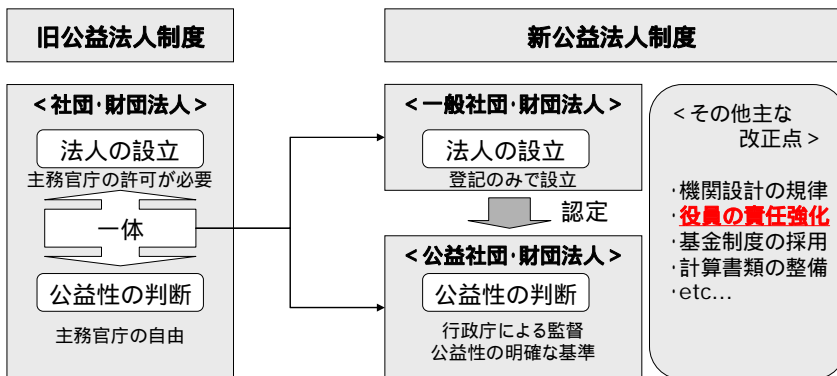 旧公益法人制度
新公益法人制度
<社団･財団法人>
法人の設立
主務官庁の許可が必要
一体
公益性の判断
主務官庁の自由
<一般社団･財団法人>
法人の設立
登記のみで設立
認定
<公益社団･財団法人>
公益性の判断
行政庁による監督
公益性の明確な基準
<その他主な
改正点>
･機関設計の規律
･役員の責任強化
･基金制度の採用
･計算書類の整備
･etc...